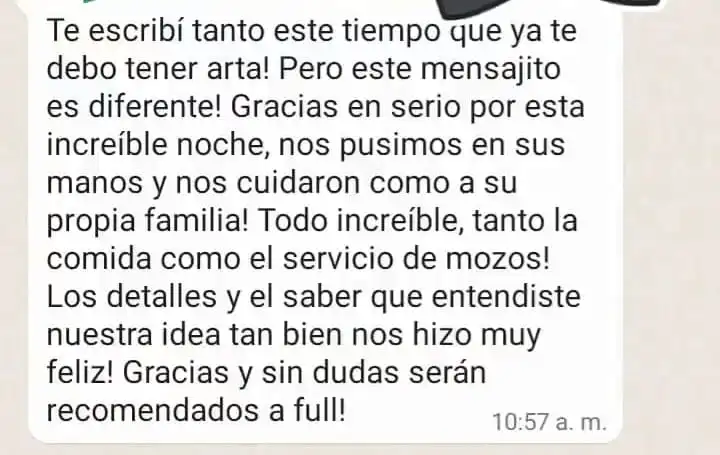 Te escribí tanto este tiempo que ya te
debo tener arta! Pero este mensajito
es diferente! Gracias en serio por esta
increíble noche, nos pusimos en sus
manos y nos cuidaron como a su
propia familia! Todo increíble, tanto la
comida como el servicio de mozos!
Los detalles y el saber que entendiste
nuestra idea tan bien nos hizo muy
feliz! Gracias y sin dudas serán
recomendados a full!
10:57 a. m.